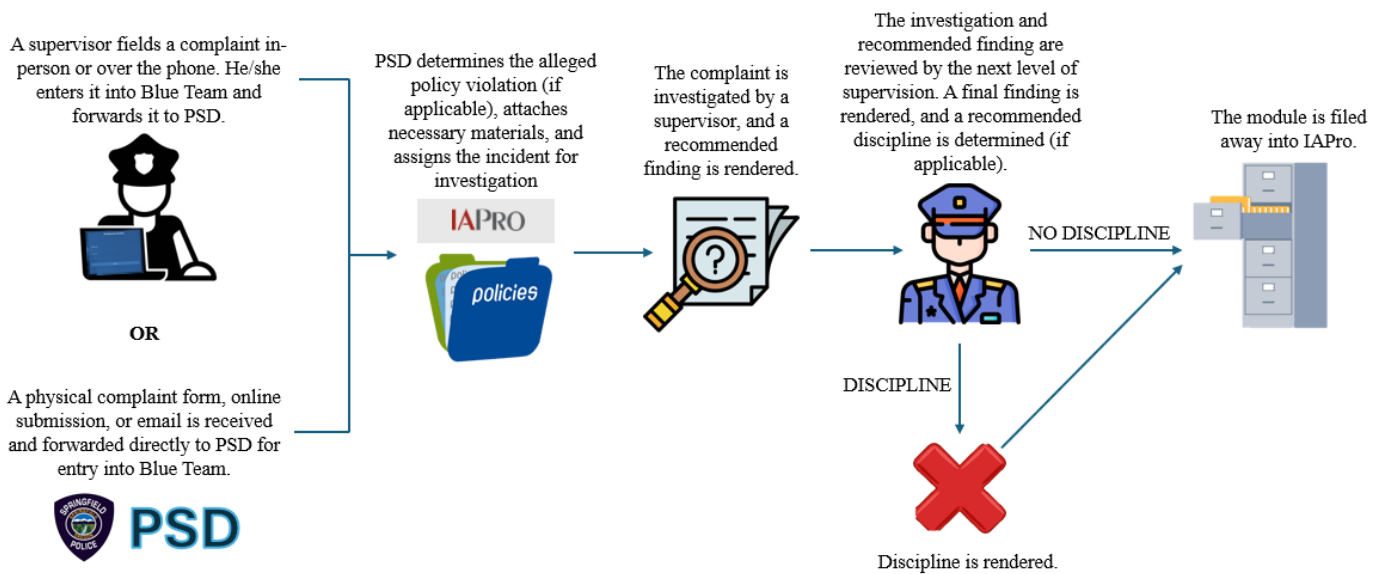 A supervisor fields a complaint in-
person or over the phone. He/she
enters it into Blue Team and
forwards it to PSD.
OR
A physical complaint form, online
submission, or email is received
and forwarded directly to PSD for
entry into Blue Team.
SPRINGFIELD
POLICE
PSD
PSD determines the alleged
policy violation (if
applicable), attaches
necessary materials, and
assigns the incident for
investigation
IAPRO
policies
The complaint is
investigated by a
supervisor, and a
recommended
finding is rendered.
?
The investigation and
recommended finding are
reviewed by the next level of
supervision. A final finding is
rendered, and a recommended
discipline is determined (if
applicable).
NO DISCIPLINE
DISCIPLINE
Discipline is rendered.
The module is filed
away into IAPro.